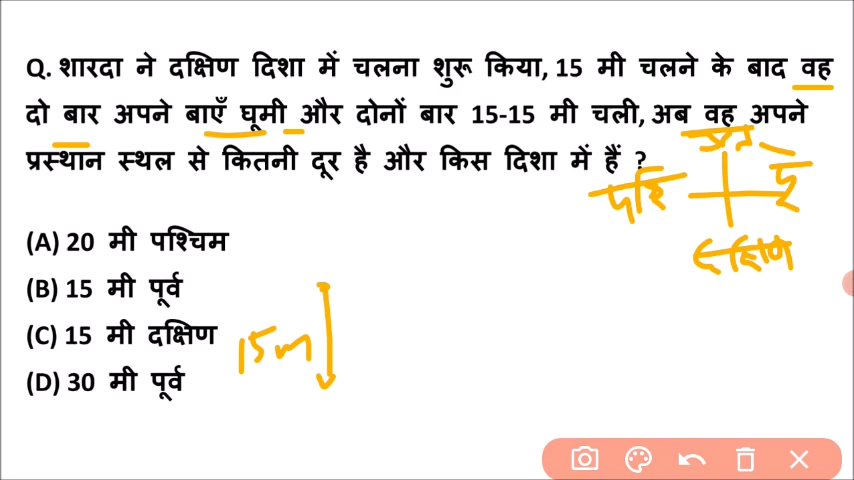 Q. शारदा ने दक्षिण दिशा में चलना शुरू किया, 15 मी चलने के बाद वह
दो बार अपने बाएँ घूमी और दोनों बार 15-15 मी चली, अब वह अपने
प्रस्थान स्थल से कितनी दूर है और किस दिशा में हैं ?
(A) 20 मी पश्चिम
(B) 15 मी पूर्व
(C) 15 मी दक्षिण
(D) 30 मी पूर्व
15m